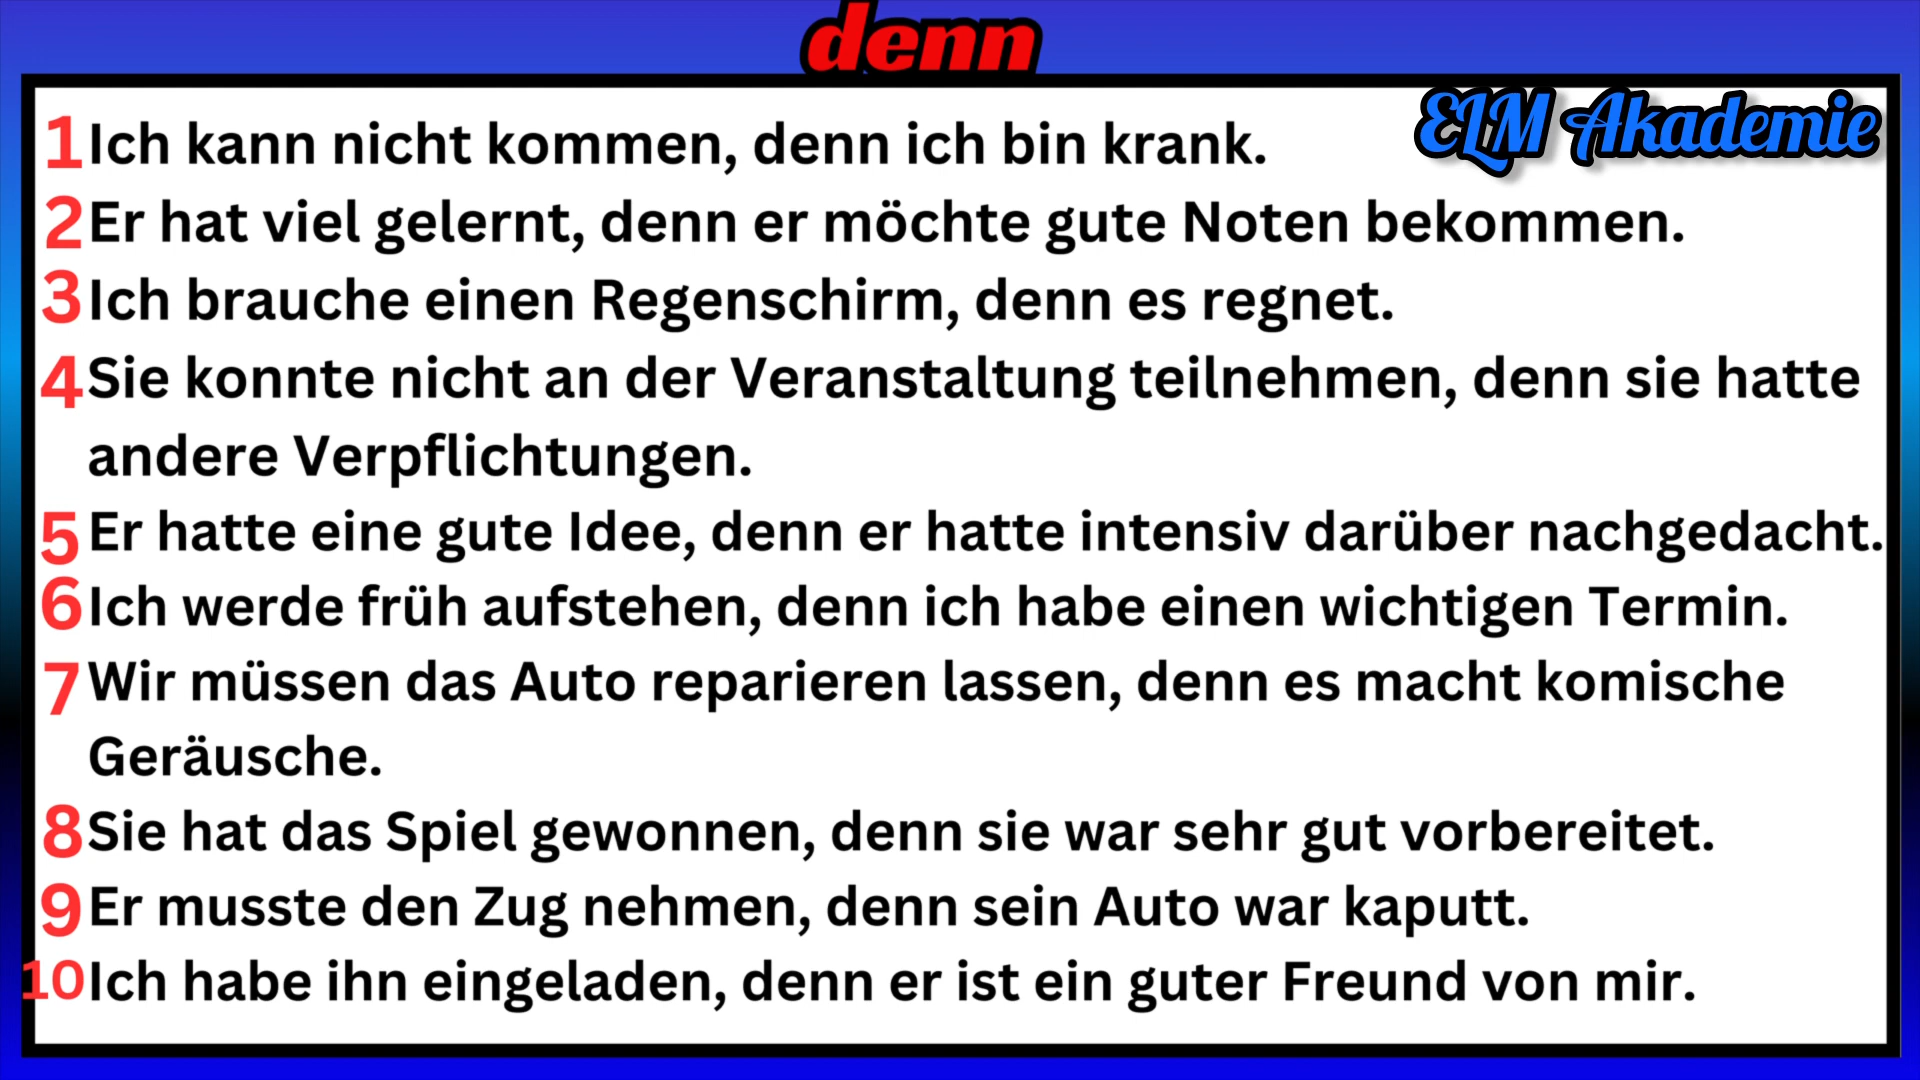 denn
ELM Akademie
1 Ich kann nicht kommen, denn ich bin krank.
2 Er hat viel gelernt, denn er möchte gute Noten bekommen.
3 Ich brauche einen Regenschirm, denn es regnet.
4 Sie konnte nicht an der Veranstaltung teilnehmen, denn sie hatte
andere Verpflichtungen.
5 Er hatte eine gute Idee, denn er hatte intensiv darüber nachgedacht.
6 Ich werde früh aufstehen, denn ich habe einen wichtigen Termin.
7 Wir müssen das Auto reparieren lassen, denn es macht komische
Geräusche.
8 Sie hat das Spiel gewonnen, denn sie war sehr gut vorbereitet.
9 Er musste den Zug nehmen, denn sein Auto war kaputt.
10 Ich habe ihn eingeladen, denn er ist ein guter Freund von mir.